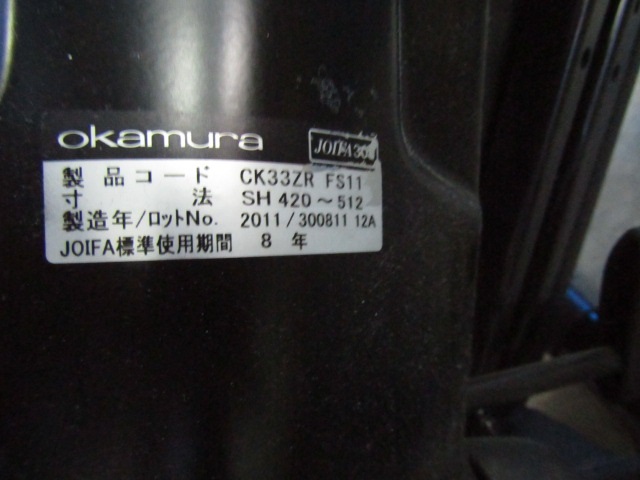 okamura
JOIFA303
製品コード CK33ZR FS11
寸法 SH 420～512
製造年/ロットNo. 2011/300811 12A
JOIFA標準使用期間 8年